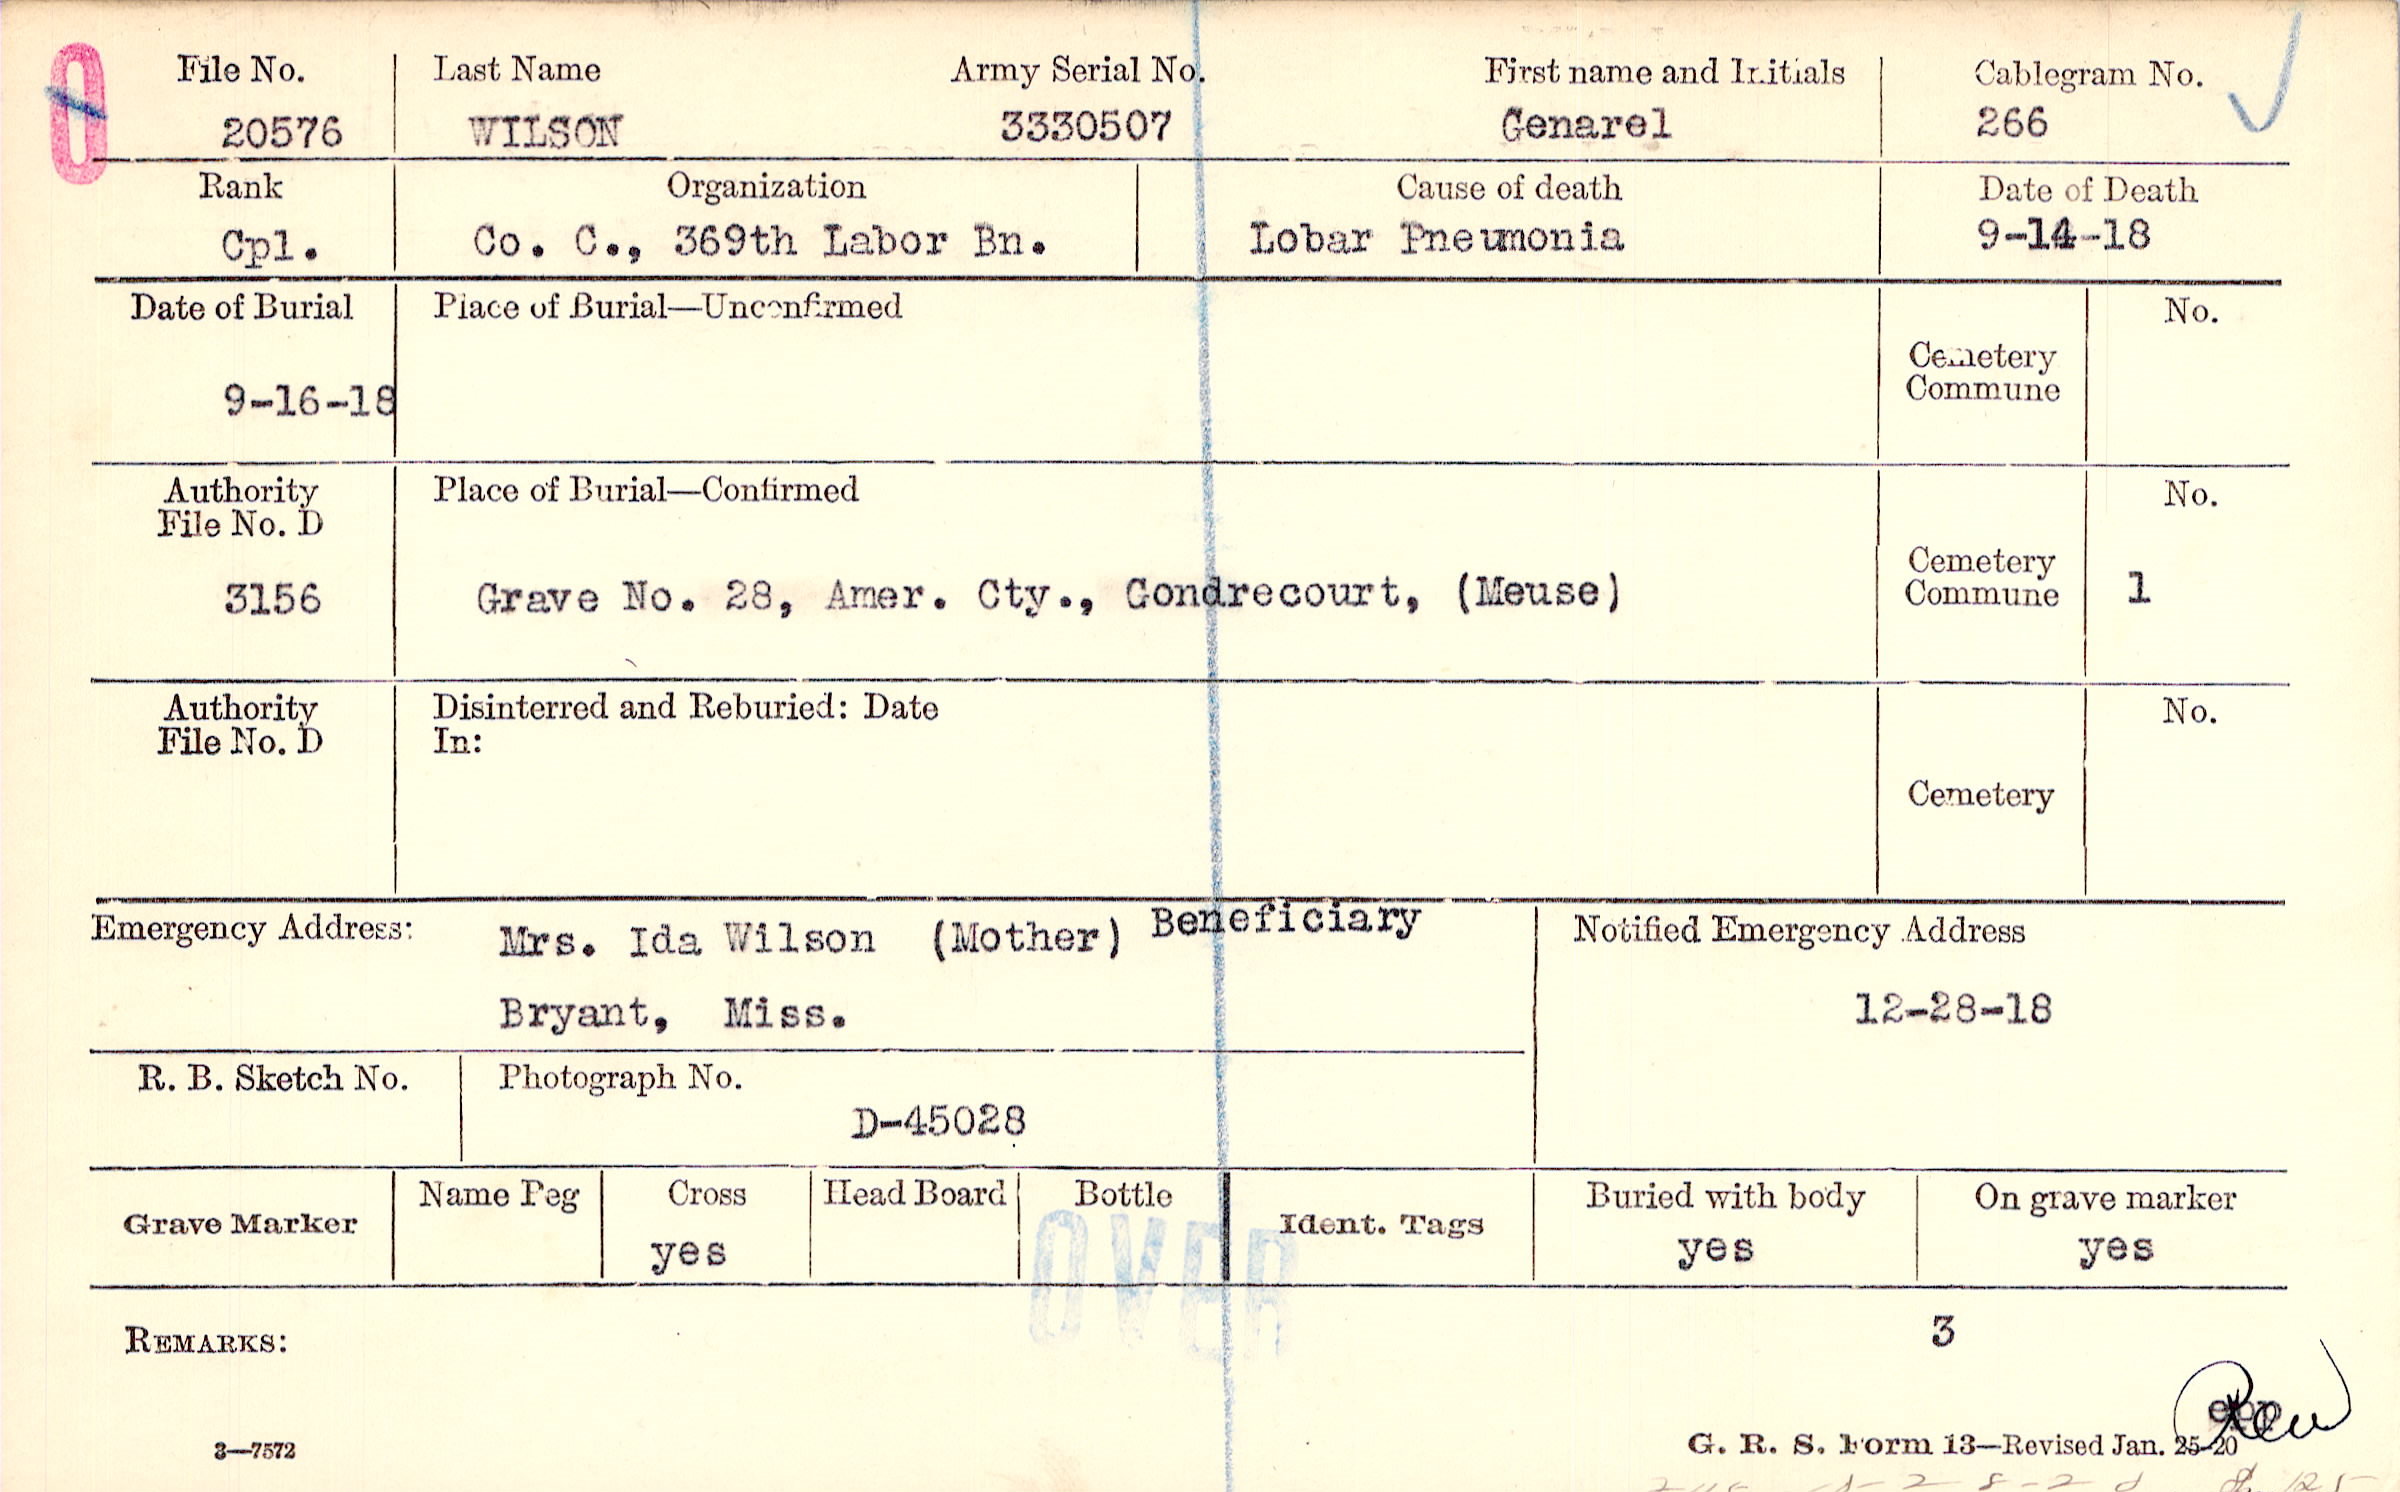 File No. Last Name Army Serial No. First name and Initials Cablegram No.
20576 WILSON 3330507 Genarel 266
Rank Organization Cause of death Date of Death
Cpl. Co. C., 369th Labor Bn. Lobar Pneumonia 9-14-18
Date of Burial Place of Burial—Unconfirmed No.
Cemetery
Commune
9-16-18
Authority Place of Burial—Confirmed No.
File No. D
Cemetery
Commune
3156 Grave No. 28, Amer. Cty., Gondrecourt, (Meuse) 1
Authority Disinterred and Reburied: Date No.
File No. D In:
Cemetery
Emergency Address: Mrs. Ida Wilson (Mother) Beneficiary Notified Emergency Address
Bryant, Miss. 12-28-18
R. B. Sketch No. Photograph No.
D-45028
Grave Marker Name Peg Cross Head Board Bottle Ident. Tags Buried with body On grave marker
yes yes yes
OVER
3
REMARKS:
3—7572 G. R. S. Form 13—Revised Jan. 25-20